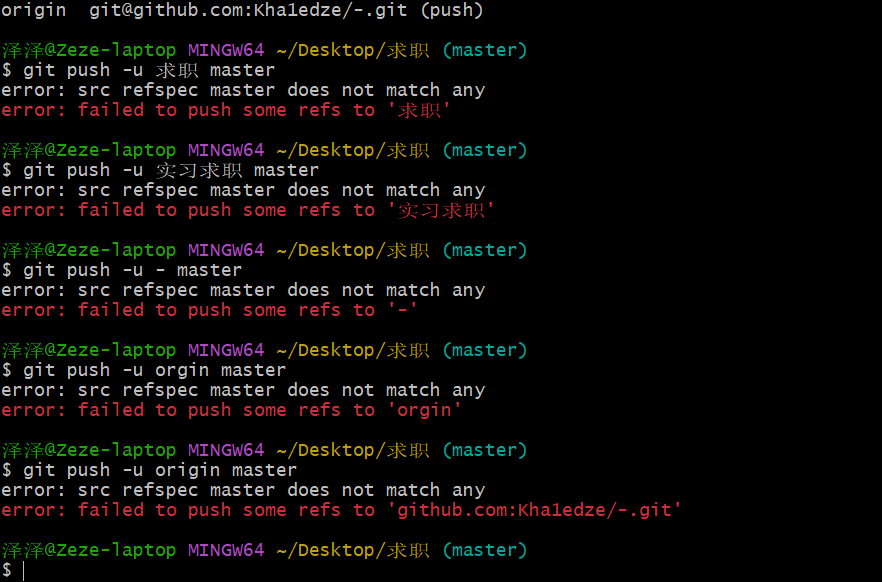 origin  git@github.com:Kha1edze/-.git (push)
泽泽@Zeze-laptop MINGW64 ~/Desktop/求职 (master)
$ git push -u 求职 master
error: src refspec master does not match any
error: failed to push some refs to '求职'
泽泽@Zeze-laptop MINGW64 ~/Desktop/求职 (master)
$ git push -u 实习求职 master
error: src refspec master does not match any
error: failed to push some refs to '实习求职'
泽泽@Zeze-laptop MINGW64 ~/Desktop/求职 (master)
$ git push -u - master
error: src refspec master does not match any
error: failed to push some refs to '-'
泽泽@Zeze-laptop MINGW64 ~/Desktop/求职 (master)
$ git push -u orgin master
error: src refspec master does not match any
error: failed to push some refs to 'orgin'
泽泽@Zeze-laptop MINGW64 ~/Desktop/求职 (master)
$ git push -u origin master
error: src refspec master does not match any
error: failed to push some refs to 'github.com:Kha1edze/-.git'
泽泽@Zeze-laptop MINGW64 ~/Desktop/求职 (master)
$